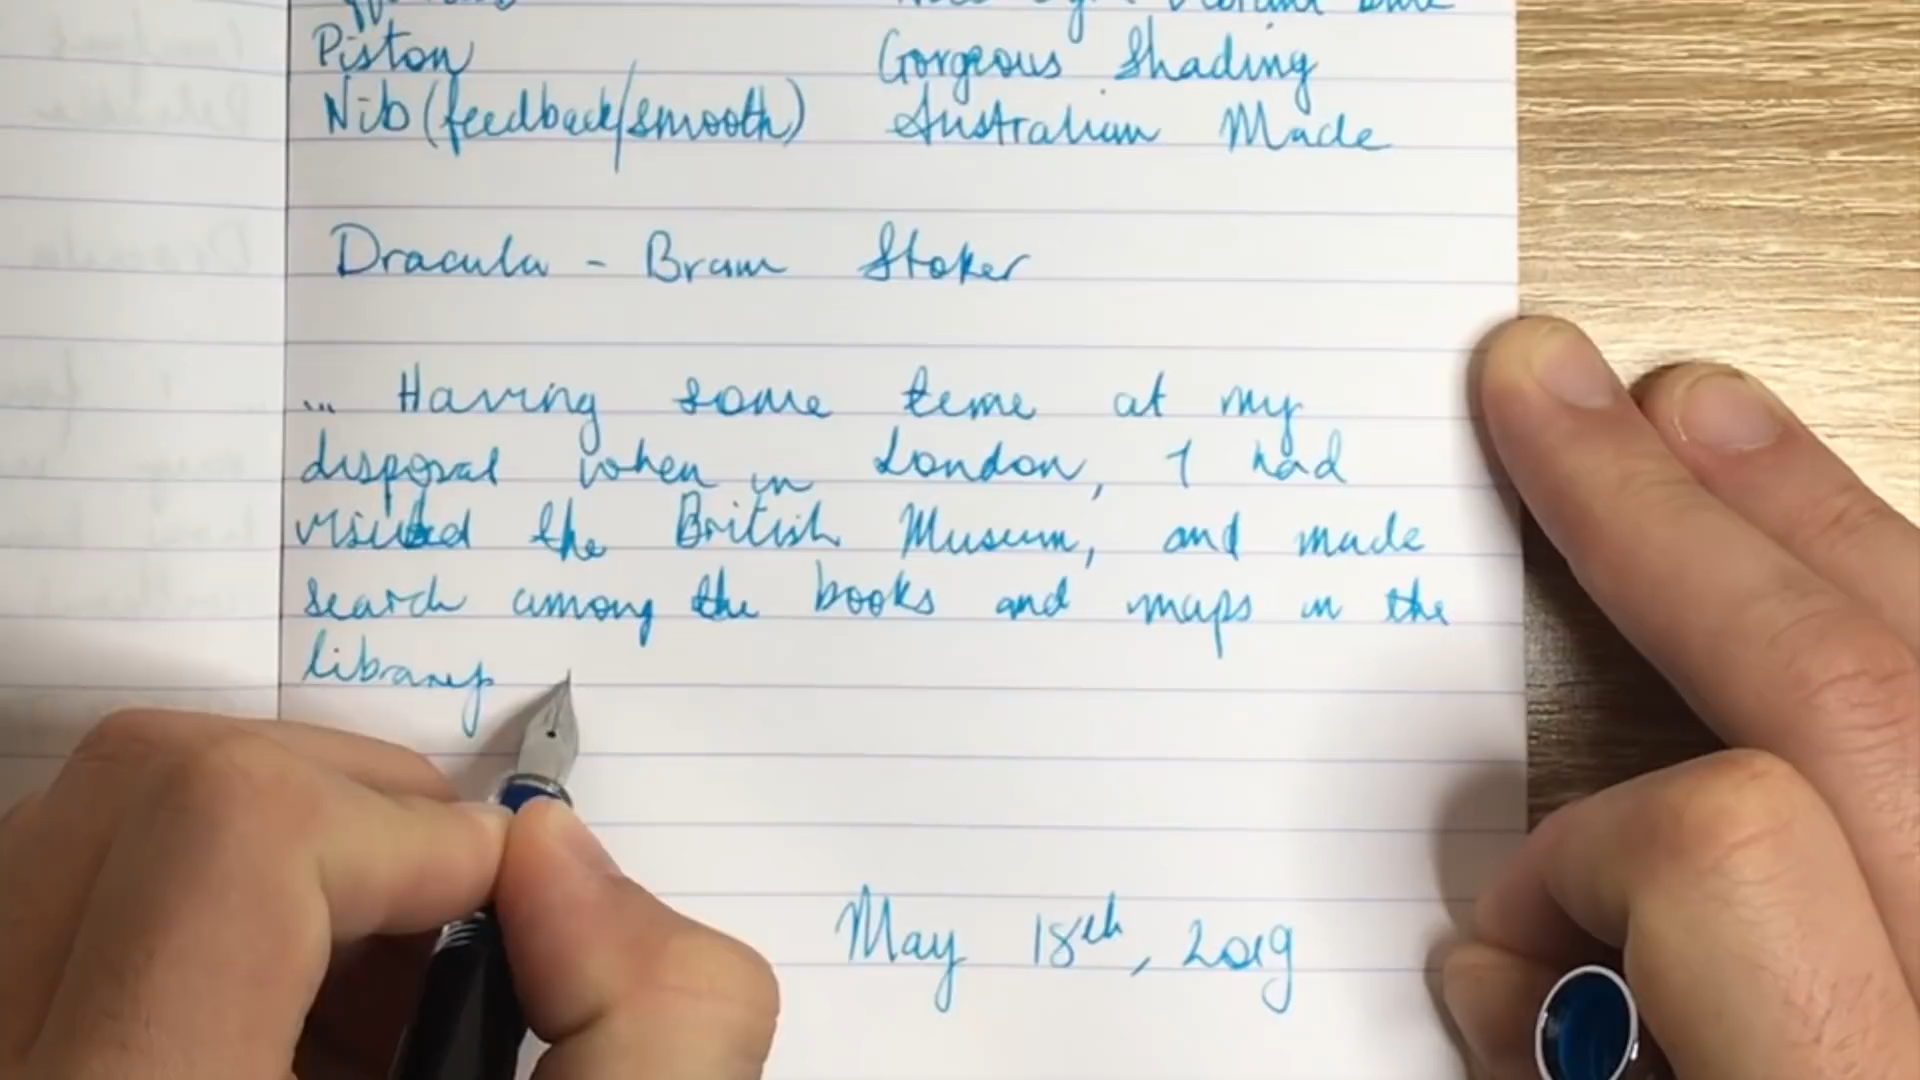 Piston Gorgeous Shading
Nib (feedback/smooth) Australian Made
Dracula - Bram Stoker
... Having some time at my
disposal when in London, I had
visited the British Museum, and made
search among the books and maps in the
library
May 18th, 2019